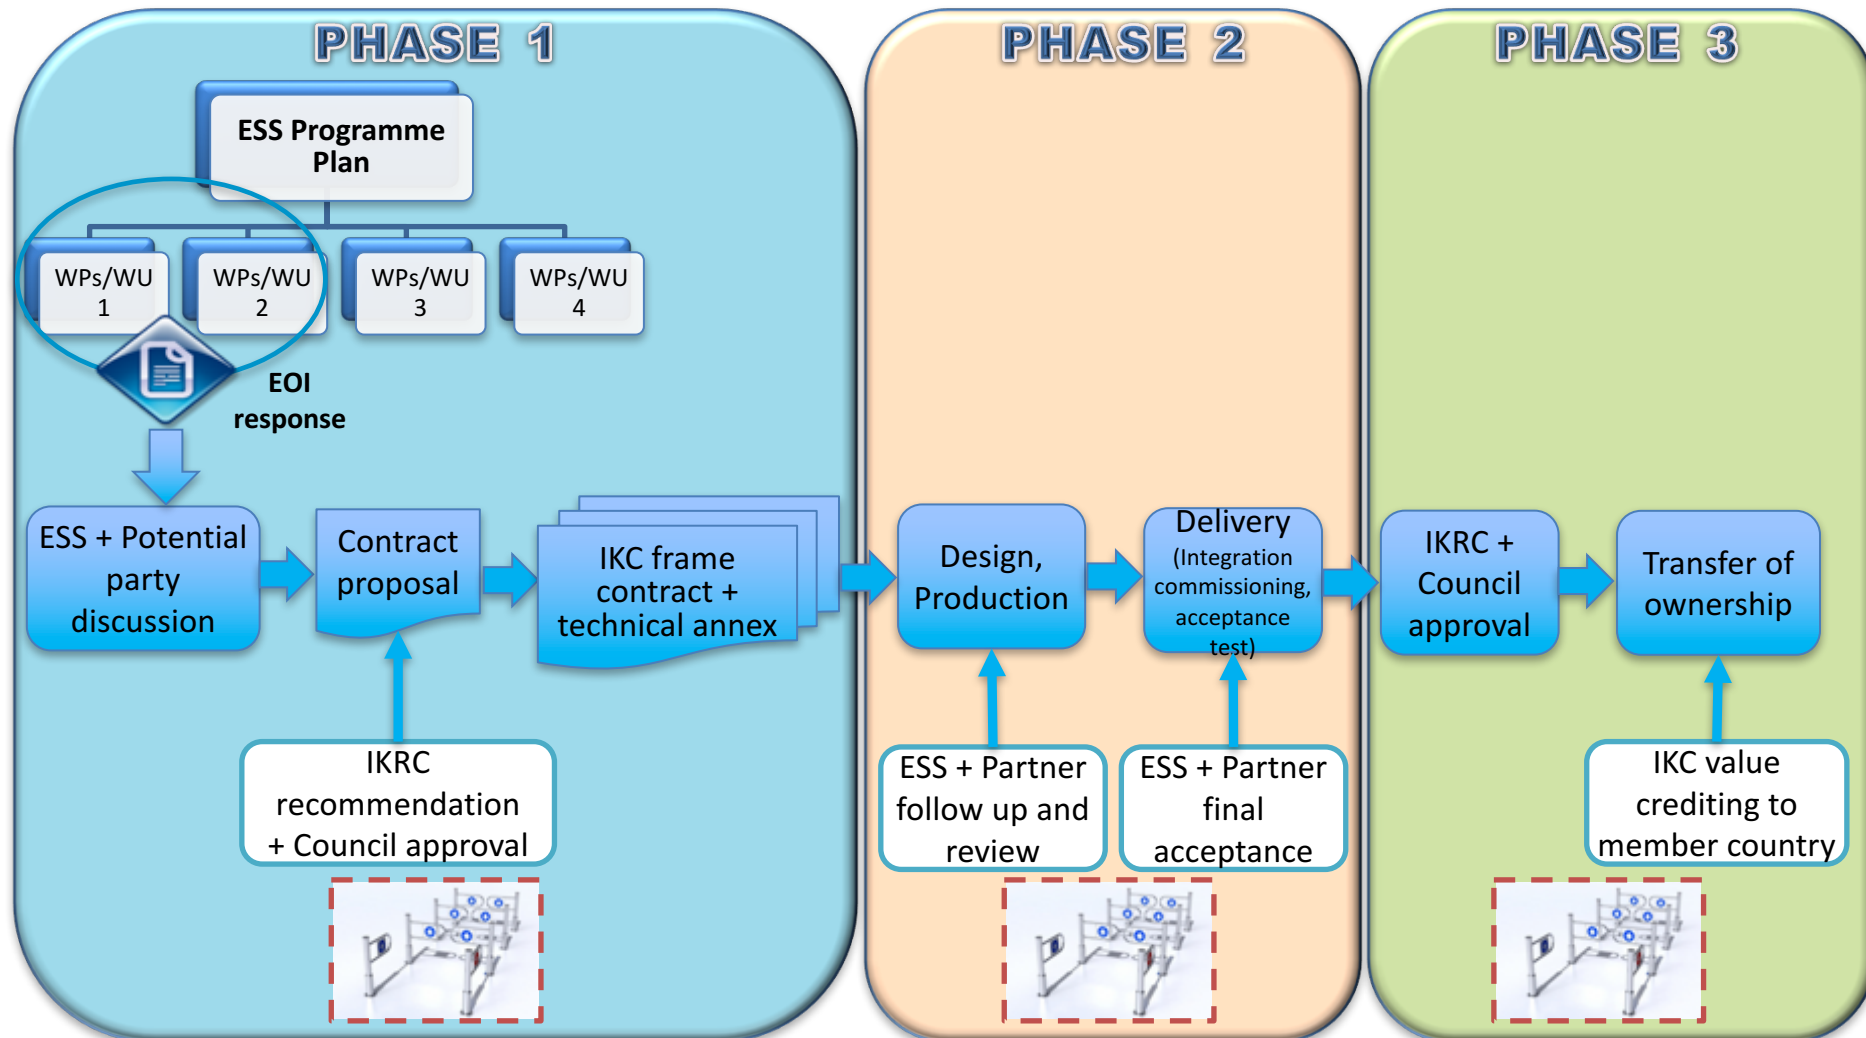 PHASE 1
ESS Programme
Plan
WPs/WU
1
WPs/WU
2
WPs/WU
3
WPs/WU
4
EOI
response
ESS + Potential
party
discussion
Contract
proposal
IKC frame
contract +
technical annex
IKRC
recommendation
+ Council approval
PHASE 2
Design,
Production
Delivery
(Integration
commissioning,
acceptance
test)
ESS + Partner
follow up and
review
ESS + Partner
final
acceptance
PHASE 3
IKRC +
Council
approval
Transfer of
ownership
IKC value
crediting to
member country